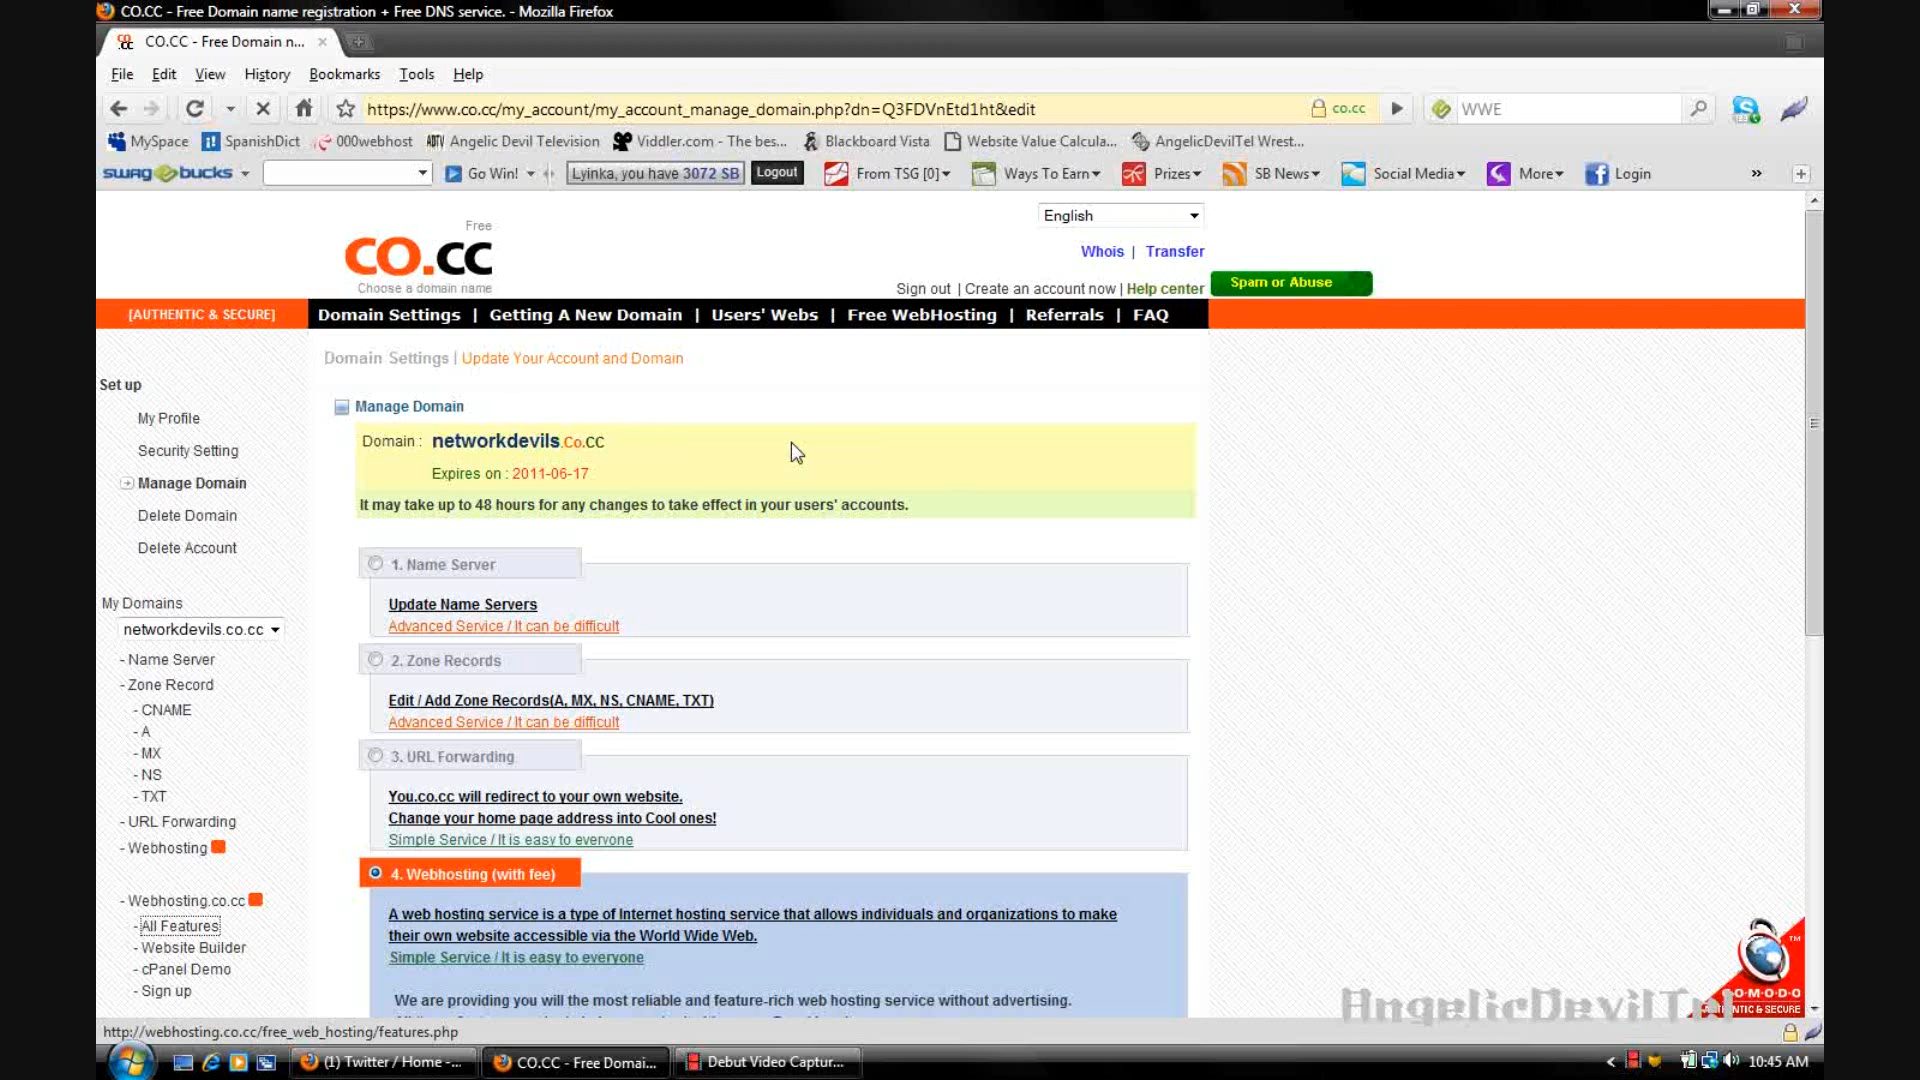 CO.CC - Free Domain name registration + Free DNS service. - Mozilla Firefox
CO.CC - Free Domain n...
File Edit View History Bookmarks Tools Help
https://www.co.cc/my_account/my_account_manage_domain.php?dn=Q3FDVnEtd1ht&edit co.cc WWE
MySpace SpanishDict 000webhost ADTV Angelic Devil Television Viddler.com - The bes... Blackboard Vista Website Value Calcula... AngelicDevilTel Wrest...
swagbucks Go Win! Lyinka, you have 3072 SB Logout From TSG [0] Ways To Earn Prizes SB News Social Media More Login »
English
Free
CO.CC
Choose a domain name
Whois | Transfer
Sign out | Create an account now | Help center Spam or Abuse
[AUTHENTIC & SECURE] Domain Settings | Getting A New Domain | Users' Webs | Free WebHosting | Referrals | FAQ
Domain Settings | Update Your Account and Domain
Set up
My Profile
Security Setting
Manage Domain
Delete Domain
Delete Account
My Domains
networkdevils.co.cc
- Name Server
- Zone Record
- CNAME
- A
- MX
- NS
- TXT
- URL Forwarding
- Webhosting
- Webhosting.co.cc
- All Features
- Website Builder
- cPanel Demo
- Sign up
Manage Domain
Domain : networkdevils.Co.CC
Expires on : 2011-06-17
It may take up to 48 hours for any changes to take effect in your users' accounts.
1. Name Server
Update Name Servers
Advanced Service / It can be difficult
2. Zone Records
Edit / Add Zone Records(A, MX, NS, CNAME, TXT)
Advanced Service / It can be difficult
3. URL Forwarding
You.co.cc will redirect to your own website.
Change your home page address into Cool ones!
Simple Service / It is easy to everyone
4. Webhosting (with fee)
A web hosting service is a type of Internet hosting service that allows individuals and organizations to make
their own website accessible via the World Wide Web.
Simple Service / It is easy to everyone
We are providing you will the most reliable and feature-rich web hosting service without advertising.
TM
AngelicDevilTel
http://webhosting.co.cc/free_web_hosting/features.php
(1) Twitter / Home -... CO.CC - Free Domai... Debut Video Captur... 10:45 AM